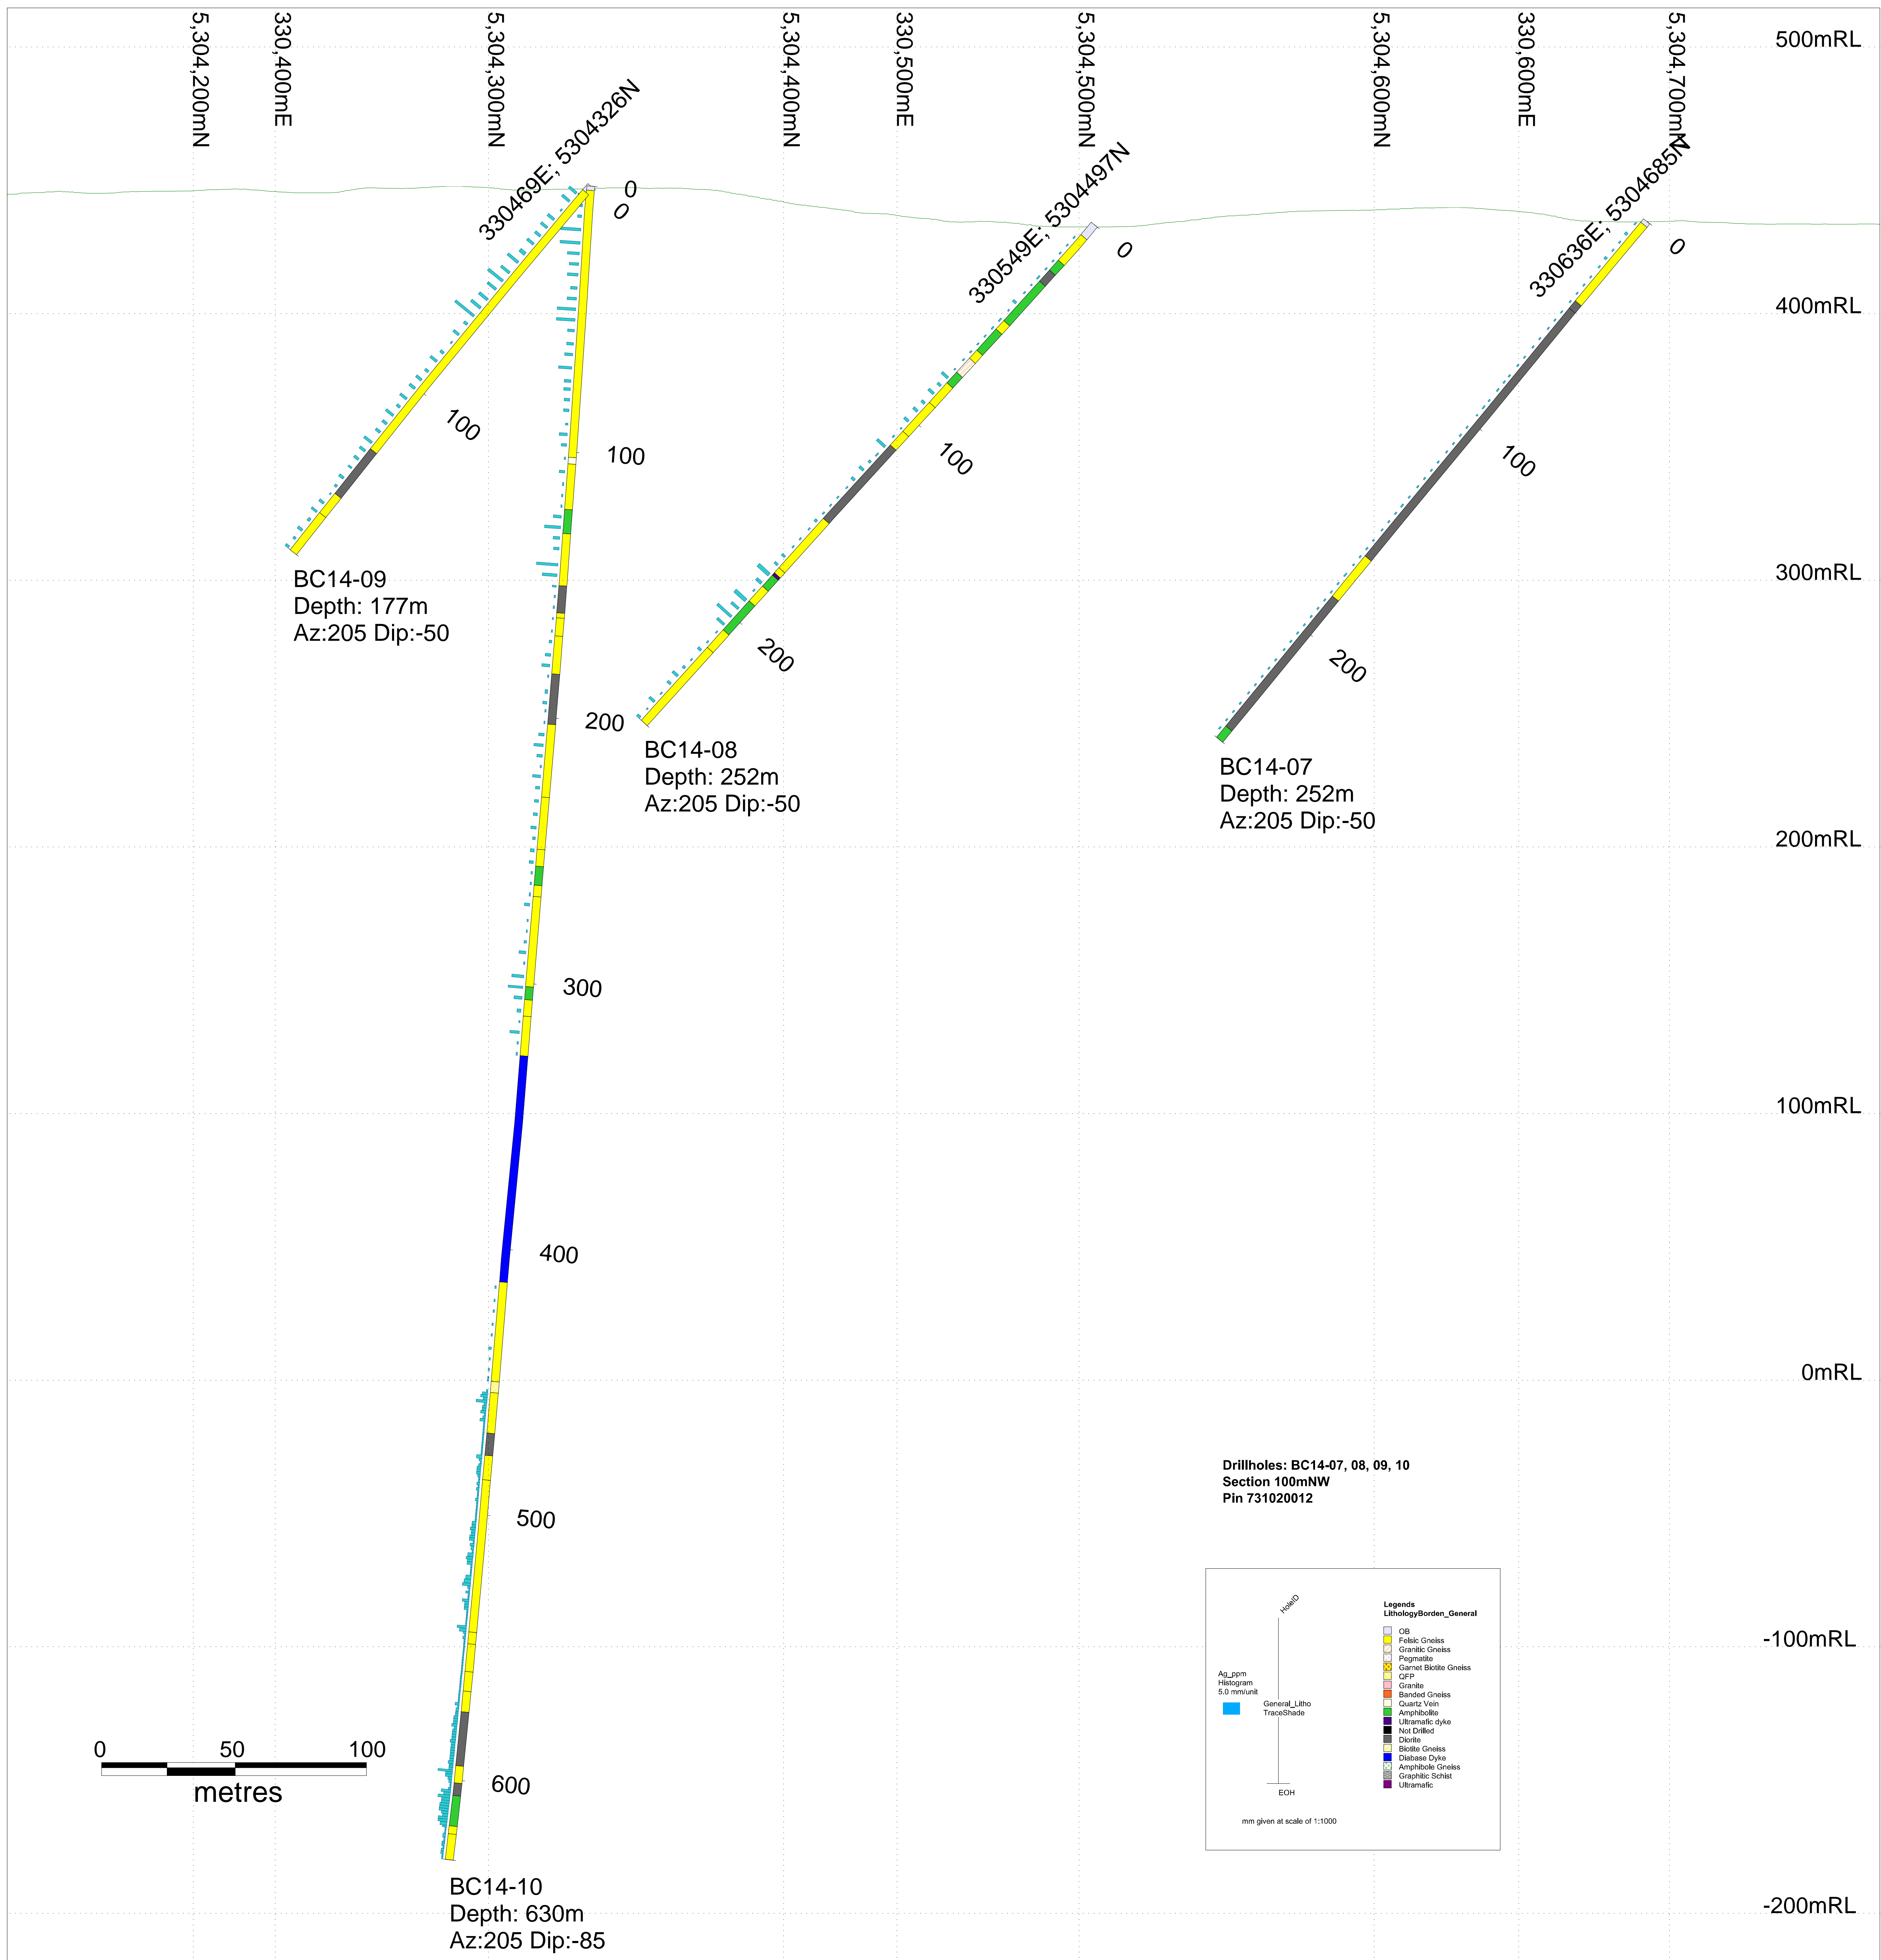 5,304,200mN
330,400mE
5,304,300mN
5,304,400mN
330,500mE
5,304,500mN
5,304,600mN
330,600mE
5,304,700mN
500mRL
330469E; 5304326N
330549E; 5304497N
330636E; 5304685N
0
0
0
0
400mRL
100
100
100
100
300mRL
BC14-09
Depth: 177m
Az:205 Dip:-50
200
200
200
BC14-08
Depth: 252m
Az:205 Dip:-50
BC14-07
Depth: 252m
Az:205 Dip:-50
200mRL
300
100mRL
400
0mRL
Drillholes: BC14-07, 08, 09, 10
Section 100mNW
Pin 731020012
500
-100mRL
HoleID
Ag_ppm
Histogram
5.0 mm/unit
General_Litho
TraceShade
EOH
mm given at scale of 1:1000
Legends
LithologyBorden_General
OB
Felsic Gneiss
Granitic Gneiss
Pegmatite
Garnet Biotite Gneiss
QFP
Granite
Banded Gneiss
Quartz Vein
Amphibolite
Ultramafic dyke
Not Drilled
Diorite
Biotite Gneiss
Diabase Dyke
Amphibole Gneiss
Graphitic Schist
Ultramafic
0 50 100
metres
600
BC14-10
Depth: 630m
Az:205 Dip:-85
-200mRL